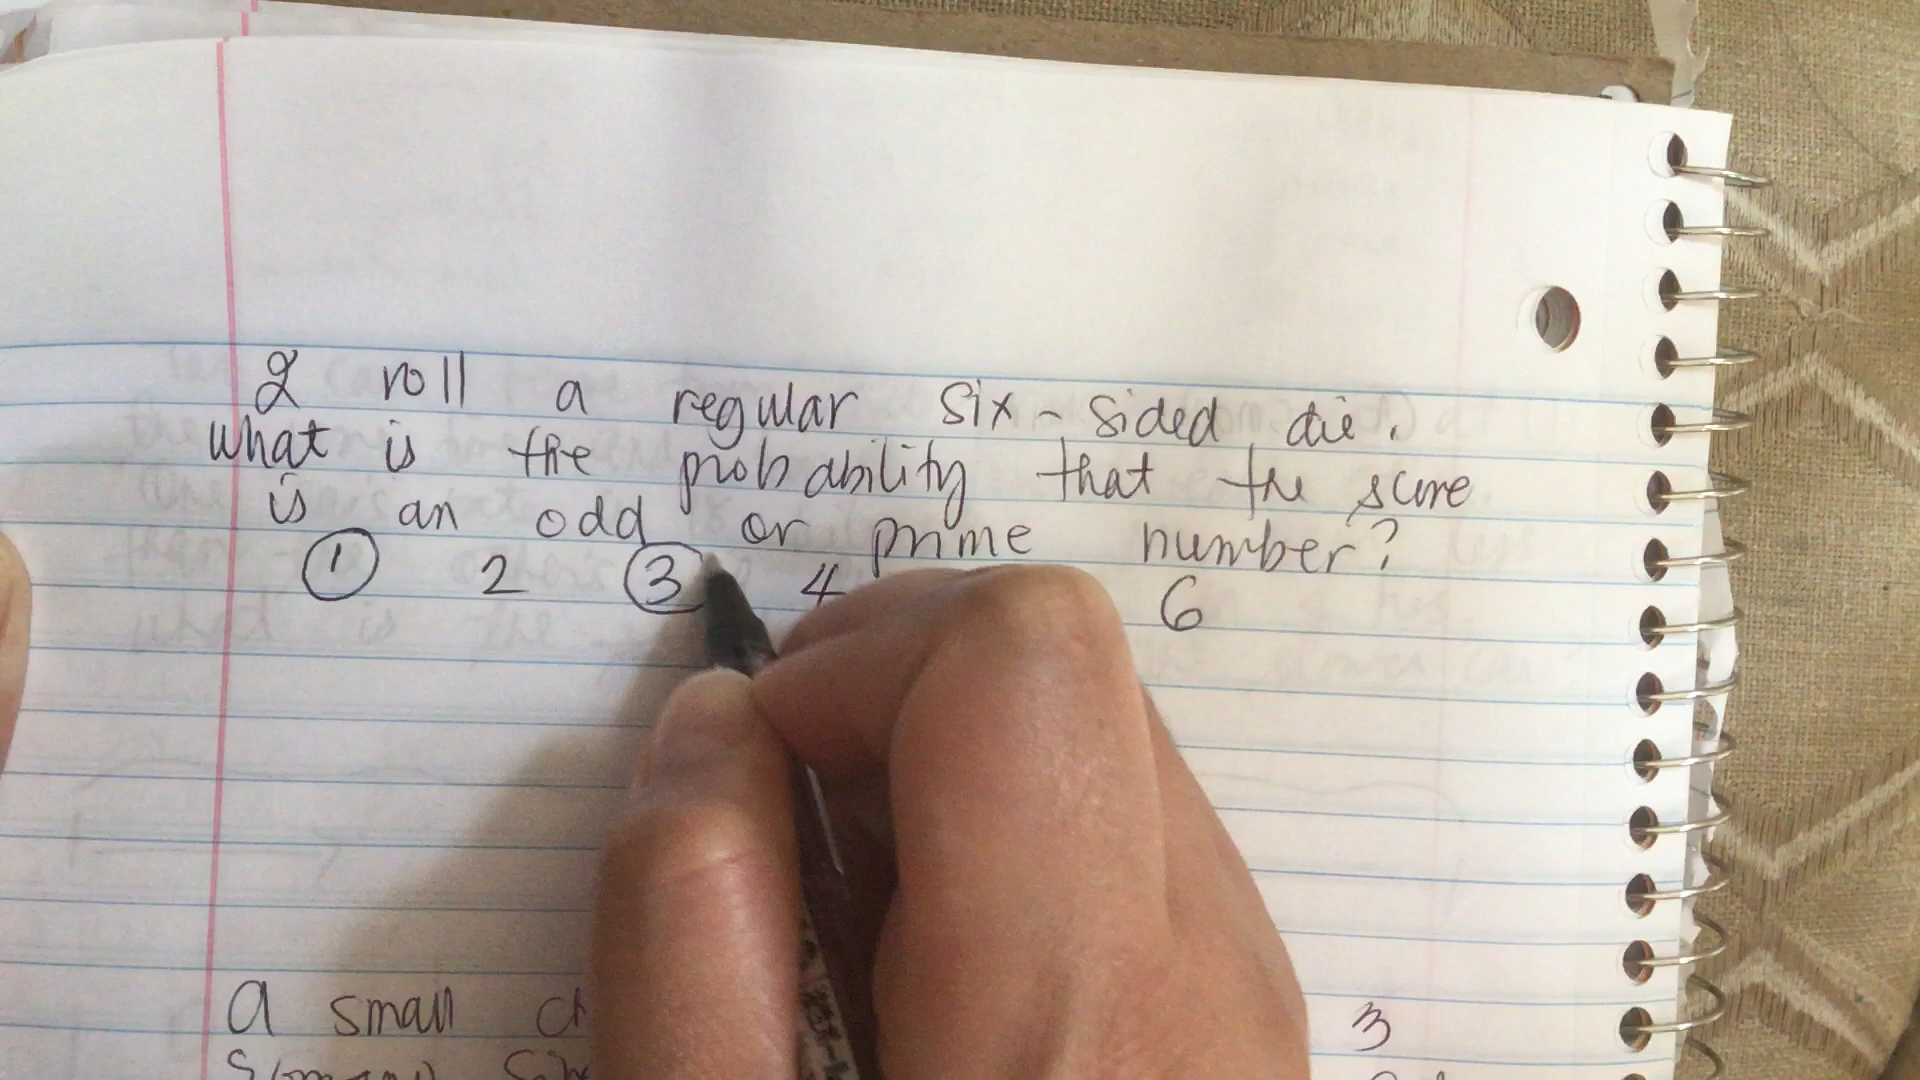 I roll a regular six-sided die.
What is the probability that the score
is an odd or prime number?
1 2 3 4 6
a small 3